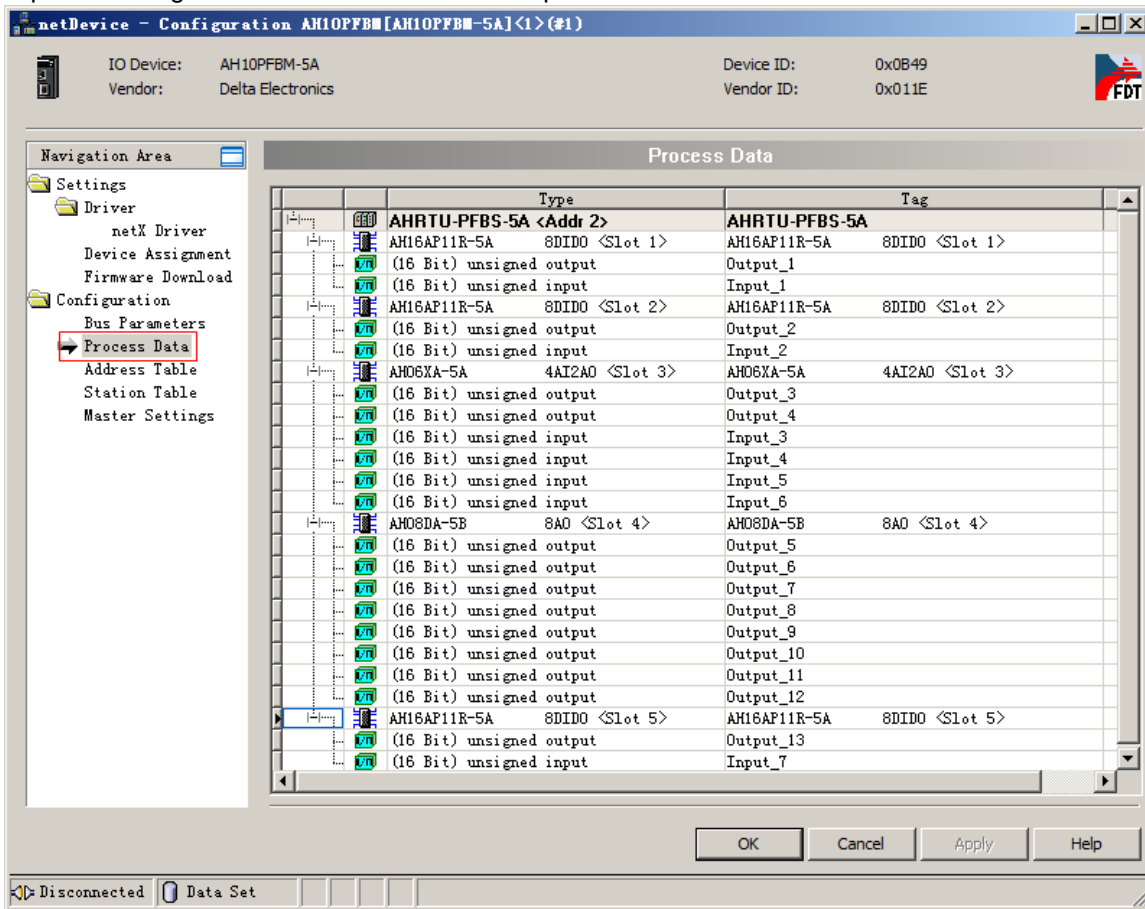 netDevice - Configuration AH10PFBM[AH10PFBM-5A]<1>(#1)
IO Device: AH10PFBM-5A Device ID: 0x0B49
Vendor: Delta Electronics Vendor ID: 0x011E
FDT
Navigation Area
Settings
Driver
netX Driver
Device Assignment
Firmware Download
Configuration
Bus Parameters
Process Data
Address Table
Station Table
Master Settings
Process Data
Type Tag
AHRTU-PFBS-5A <Addr 2> AHRTU-PFBS-5A
AH16AP11R-5A 8DIDO <Slot 1> AH16AP11R-5A 8DIDO <Slot 1>
(16 Bit) unsigned output Output_1
(16 Bit) unsigned input Input_1
AH16AP11R-5A 8DIDO <Slot 2> AH16AP11R-5A 8DIDO <Slot 2>
(16 Bit) unsigned output Output_2
(16 Bit) unsigned input Input_2
AH06XA-5A 4AI2AO <Slot 3> AH06XA-5A 4AI2AO <Slot 3>
(16 Bit) unsigned output Output_3
(16 Bit) unsigned output Output_4
(16 Bit) unsigned input Input_3
(16 Bit) unsigned input Input_4
(16 Bit) unsigned input Input_5
(16 Bit) unsigned input Input_6
AH08DA-5B 8AO <Slot 4> AH08DA-5B 8AO <Slot 4>
(16 Bit) unsigned output Output_5
(16 Bit) unsigned output Output_6
(16 Bit) unsigned output Output_7
(16 Bit) unsigned output Output_8
(16 Bit) unsigned output Output_9
(16 Bit) unsigned output Output_10
(16 Bit) unsigned output Output_11
(16 Bit) unsigned output Output_12
AH16AP11R-5A 8DIDO <Slot 5> AH16AP11R-5A 8DIDO <Slot 5>
(16 Bit) unsigned output Output_13
(16 Bit) unsigned input Input_7
OK Cancel Apply Help
Disconnected Data Set